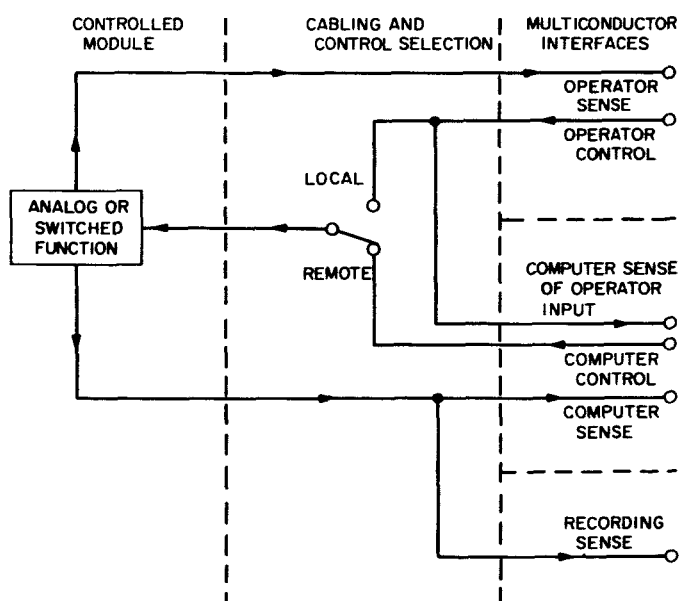 CONTROLLED
MODULE
CABLING AND
CONTROL SELECTION
MULTICONDUCTOR
INTERFACES
OPERATOR
SENSE
OPERATOR
CONTROL
LOCAL
ANALOG OR
SWITCHED
FUNCTION
REMOTE
COMPUTER SENSE
OF OPERATOR
INPUT
COMPUTER
CONTROL
COMPUTER
SENSE
RECORDING
SENSE